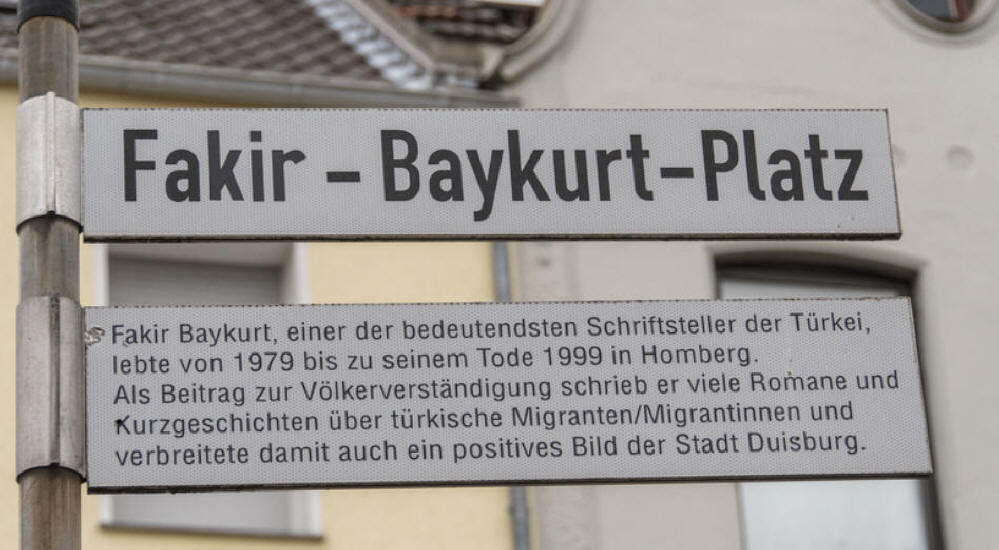 Fakir - Baykurt-Platz
Fakir Baykurt, einer der bedeutendsten Schriftsteller der Türkei,
lebte von 1979 bis zu seinem Tode 1999 in Homberg.
Als Beitrag zur Völkerverständigung schrieb er viele Romane und
Kurzgeschichten über türkische Migranten/Migrantinnen und
verbreitete damit auch ein positives Bild der Stadt Duisburg.